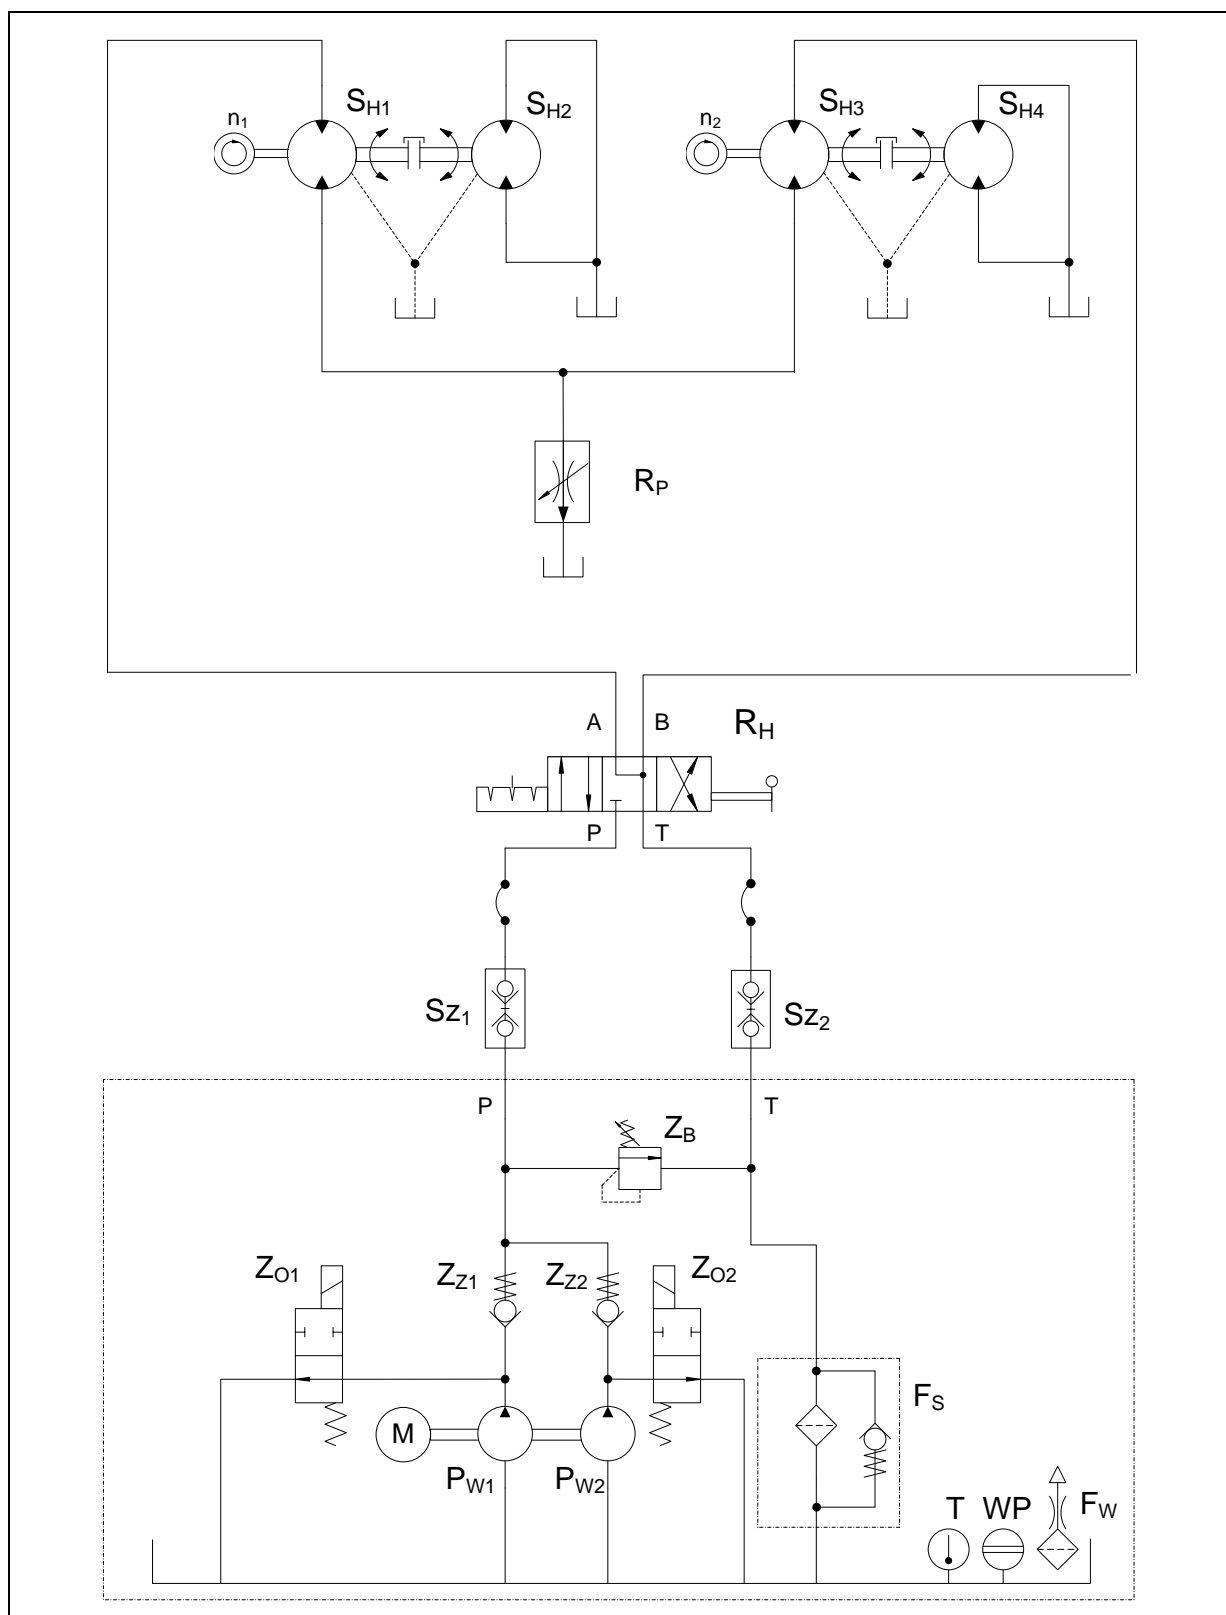 n₁ S_H1 S_H2 n₂ S_H3 S_H4
R_P
A B R_H
P T
Sz₁ Sz₂
P T
Z_B
Z_O1 Z_Z1 Z_Z2 Z_O2
F_S
M
P_W1 P_W2
T WP F_W